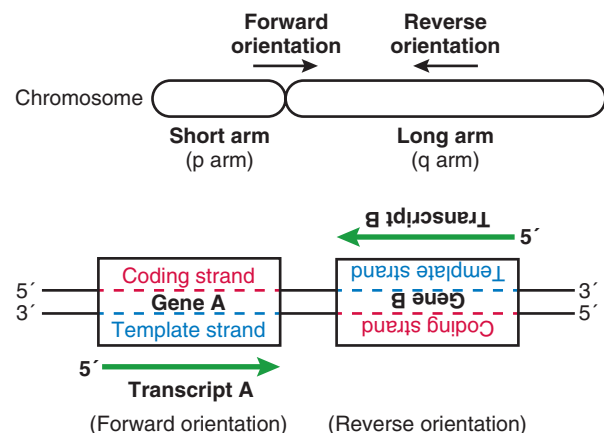 Forward orientation
Reverse orientation
Chromosome
Short arm
(p arm)
Long arm
(q arm)
Transcript B
5´
Coding strand
Template strand
5´
Gene A
Gene B
3´
3´
Template strand
Coding strand
5´
5´
Transcript A
(Forward orientation)
(Reverse orientation)